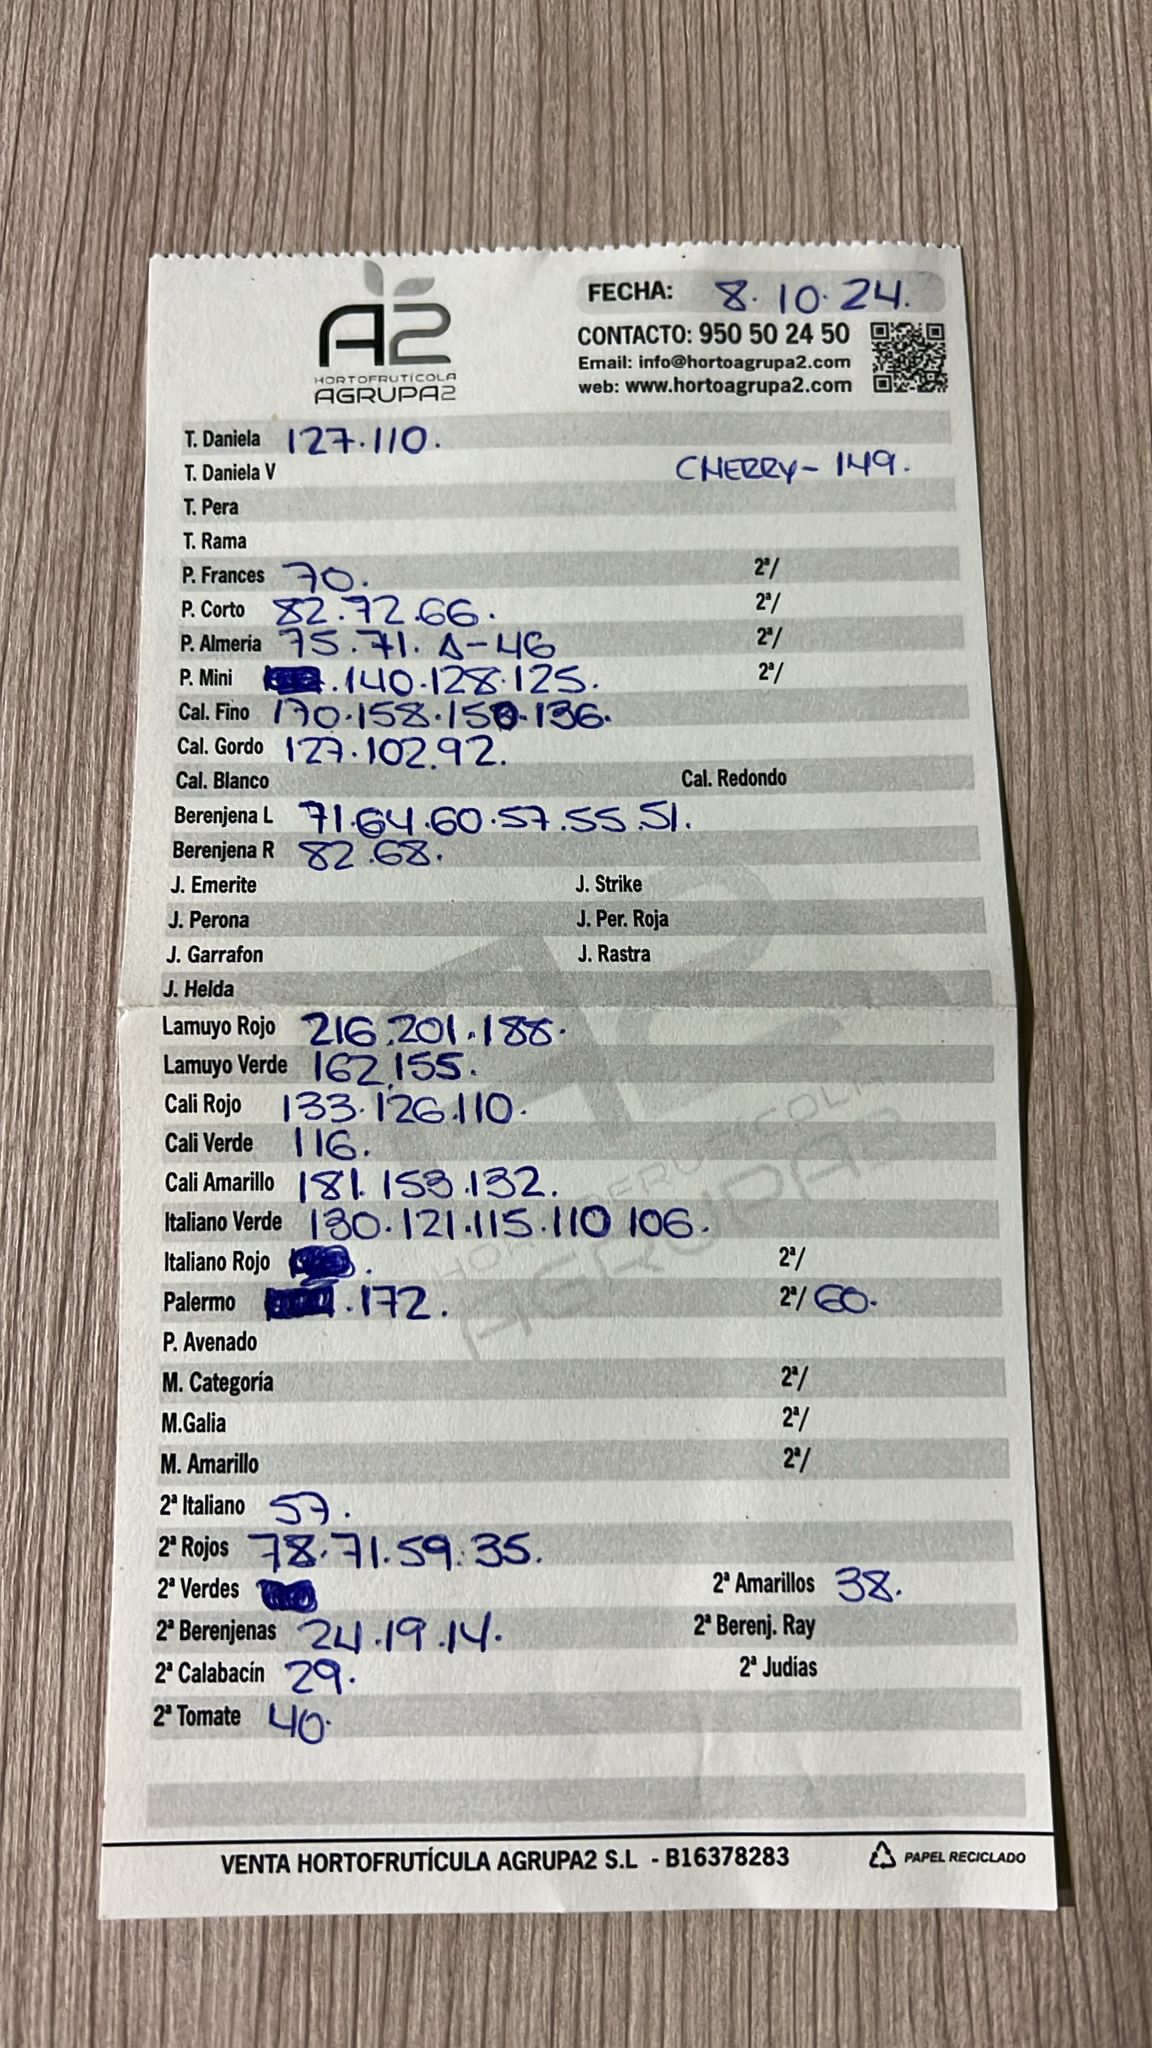 A2
HORTOFRUTÍCOLA
AGRUPA2
FECHA: 8.10.24.
CONTACTO: 950 50 24 50
Email: info@hortoagrupa2.com
web: www.hortoagrupa2.com
T. Daniela 127.110.
T. Daniela V CHERRY- 149.
T. Pera
T. Rama
P. Frances 70. 2ª/
P. Corto 82.72.66. 2ª/
P. Almeria 75.71. A-46 2ª/
P. Mini .140.128.125. 2ª/
Cal. Fino 170.158.150.136.
Cal. Gordo 127.102.92.
Cal. Blanco Cal. Redondo
Berenjena L 71.64.60.57.55.51.
Berenjena R 82.68.
J. Emerite J. Strike
J. Perona J. Per. Roja
J. Garrafon J. Rastra
J. Helda
Lamuyo Rojo 216.201.188.
Lamuyo Verde 162.155.
Cali Rojo 133.126.110.
Cali Verde 116.
Cali Amarillo 181.153.132.
Italiano Verde 130.121.115.110 106.
Italiano Rojo . 2ª/
Palermo .172. 2ª/ 60.
P. Avenado
M. Categoría 2ª/
M.Galia 2ª/
M. Amarillo 2ª/
2ª Italiano 57.
2ª Rojos 78.71.59.35.
2ª Verdes 2ª Amarillos 38.
2ª Berenjenas 24.19.14. 2ª Berenj. Ray
2ª Calabacín 29. 2ª Judías
2ª Tomate 40.
VENTA HORTOFRUTÍCULA AGRUPA2 S.L - B16378283 PAPEL RECICLADO